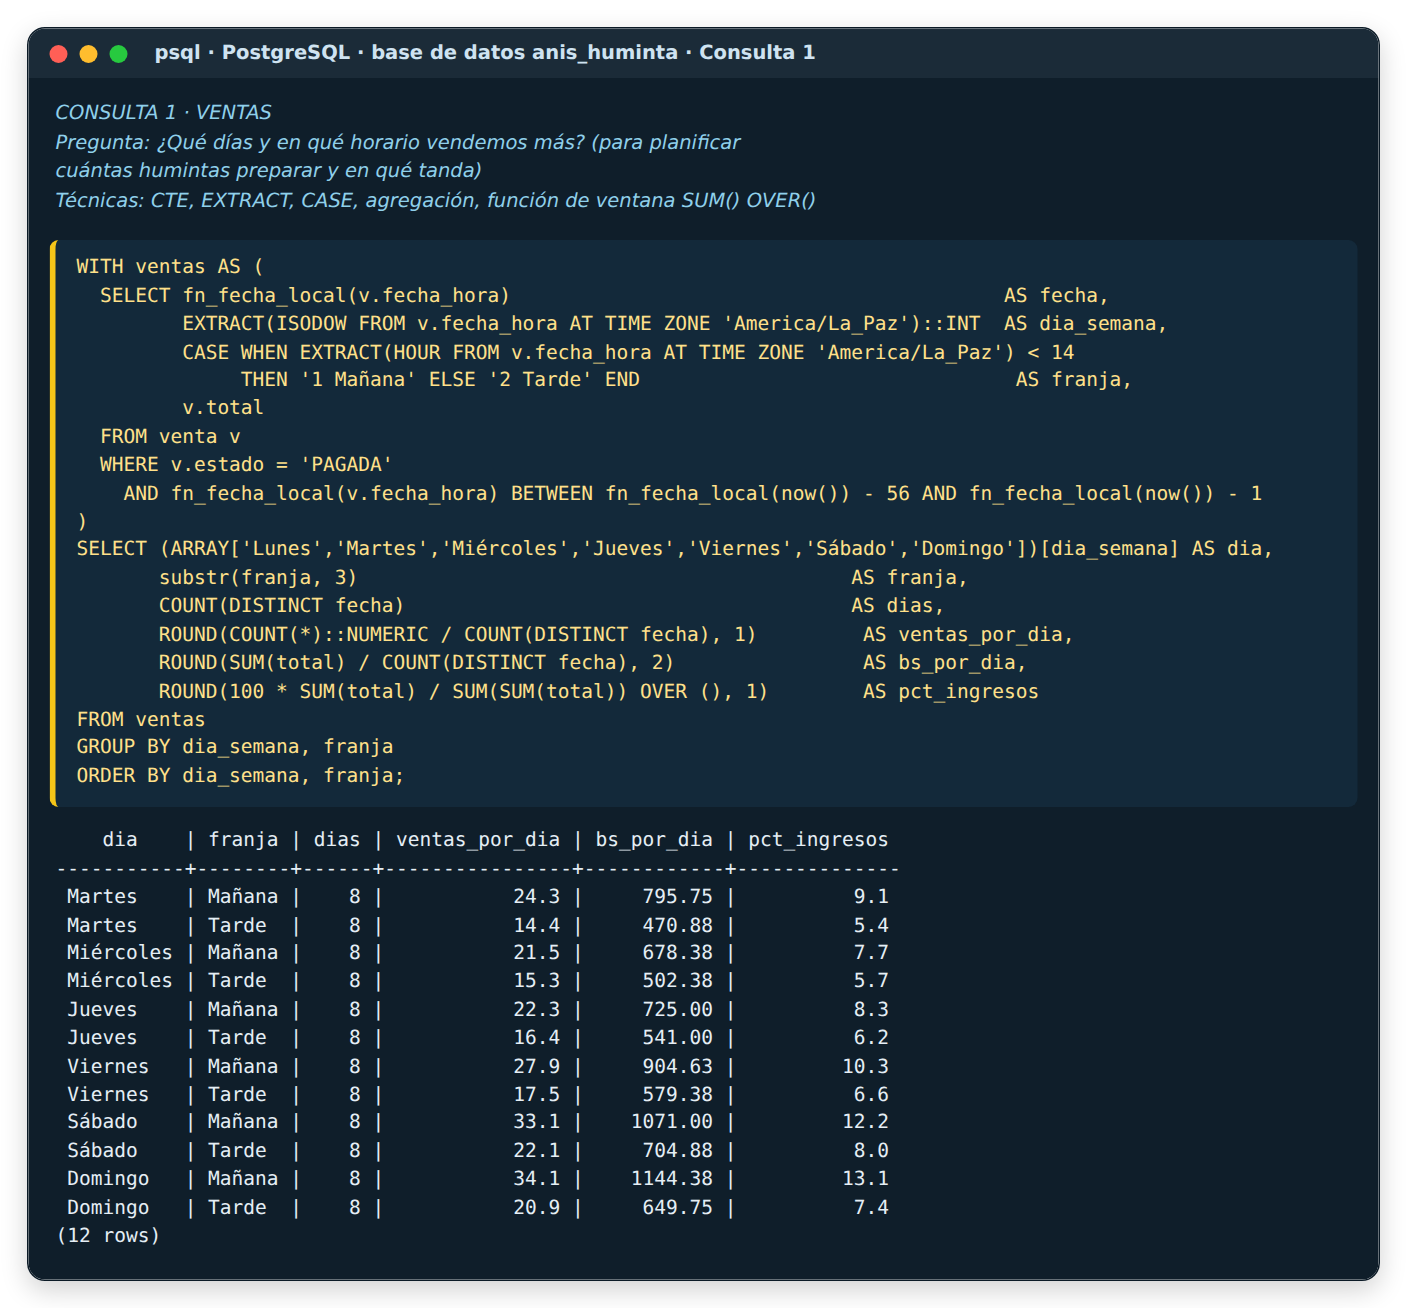 psql · PostgreSQL · base de datos anis_huminta · Consulta 1
CONSULTA 1 · VENTAS
Pregunta: ¿Qué días y en qué horario vendemos más? (para planificar
cuántas humintas preparar y en qué tanda)
Técnicas: CTE, EXTRACT, CASE, agregación, función de ventana SUM() OVER()
WITH ventas AS (
  SELECT fn_fecha_local(v.fecha_hora)                                          AS fecha,
         EXTRACT(ISODOW FROM v.fecha_hora AT TIME ZONE 'America/La_Paz')::INT  AS dia_semana,
         CASE WHEN EXTRACT(HOUR FROM v.fecha_hora AT TIME ZONE 'America/La_Paz') < 14
              THEN '1 Mañana' ELSE '2 Tarde' END                                AS franja,
         v.total
  FROM venta v
  WHERE v.estado = 'PAGADA'
    AND fn_fecha_local(v.fecha_hora) BETWEEN fn_fecha_local(now()) - 56 AND fn_fecha_local(now()) - 1
)
SELECT (ARRAY['Lunes','Martes','Miércoles','Jueves','Viernes','Sábado','Domingo'])[dia_semana] AS dia,
       substr(franja, 3)                                          AS franja,
       COUNT(DISTINCT fecha)                                      AS dias,
       ROUND(COUNT(*)::NUMERIC / COUNT(DISTINCT fecha), 1)         AS ventas_por_dia,
       ROUND(SUM(total) / COUNT(DISTINCT fecha), 2)                AS bs_por_dia,
       ROUND(100 * SUM(total) / SUM(SUM(total)) OVER (), 1)        AS pct_ingresos
FROM ventas
GROUP BY dia_semana, franja
ORDER BY dia_semana, franja;
    dia    | franja | dias | ventas_por_dia | bs_por_dia | pct_ingresos
-----------+--------+------+----------------+------------+--------------
 Martes    | Mañana |    8 |           24.3 |     795.75 |          9.1
 Martes    | Tarde  |    8 |           14.4 |     470.88 |          5.4
 Miércoles | Mañana |    8 |           21.5 |     678.38 |          7.7
 Miércoles | Tarde  |    8 |           15.3 |     502.38 |          5.7
 Jueves    | Mañana |    8 |           22.3 |     725.00 |          8.3
 Jueves    | Tarde  |    8 |           16.4 |     541.00 |          6.2
 Viernes   | Mañana |    8 |           27.9 |     904.63 |         10.3
 Viernes   | Tarde  |    8 |           17.5 |     579.38 |          6.6
 Sábado    | Mañana |    8 |           33.1 |    1071.00 |         12.2
 Sábado    | Tarde  |    8 |           22.1 |     704.88 |          8.0
 Domingo   | Mañana |    8 |           34.1 |    1144.38 |         13.1
 Domingo   | Tarde  |    8 |           20.9 |     649.75 |          7.4
(12 rows)